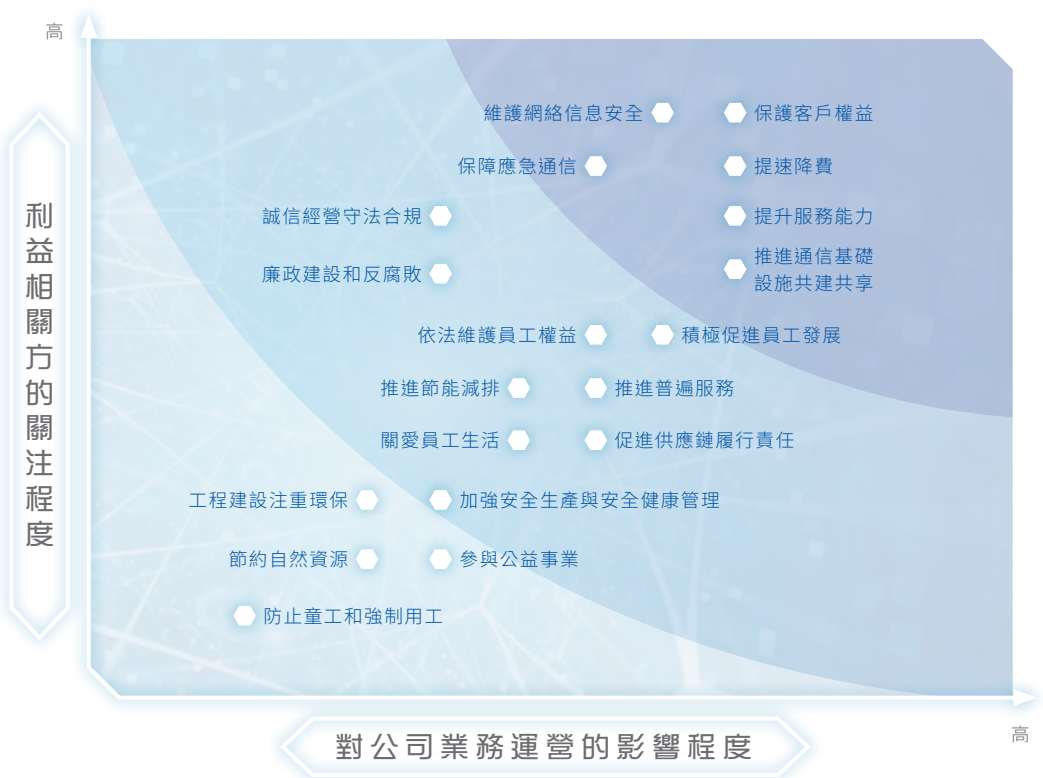 高
利益相關方的關注程度
維護網絡信息安全
保護客戶權益
保障應急通信
提速降費
誠信經營守法合規
提升服務能力
廉政建設和反腐敗
推進通信基礎
設施共建共享
依法維護員工權益
積極促進員工發展
推進節能減排
推進普遍服務
關愛員工生活
促進供應鏈履行責任
工程建設注重環保
加強安全生產與安全健康管理
節約自然資源
參與公益事業
防止童工和強制用工
高
對公司業務運營的影響程度